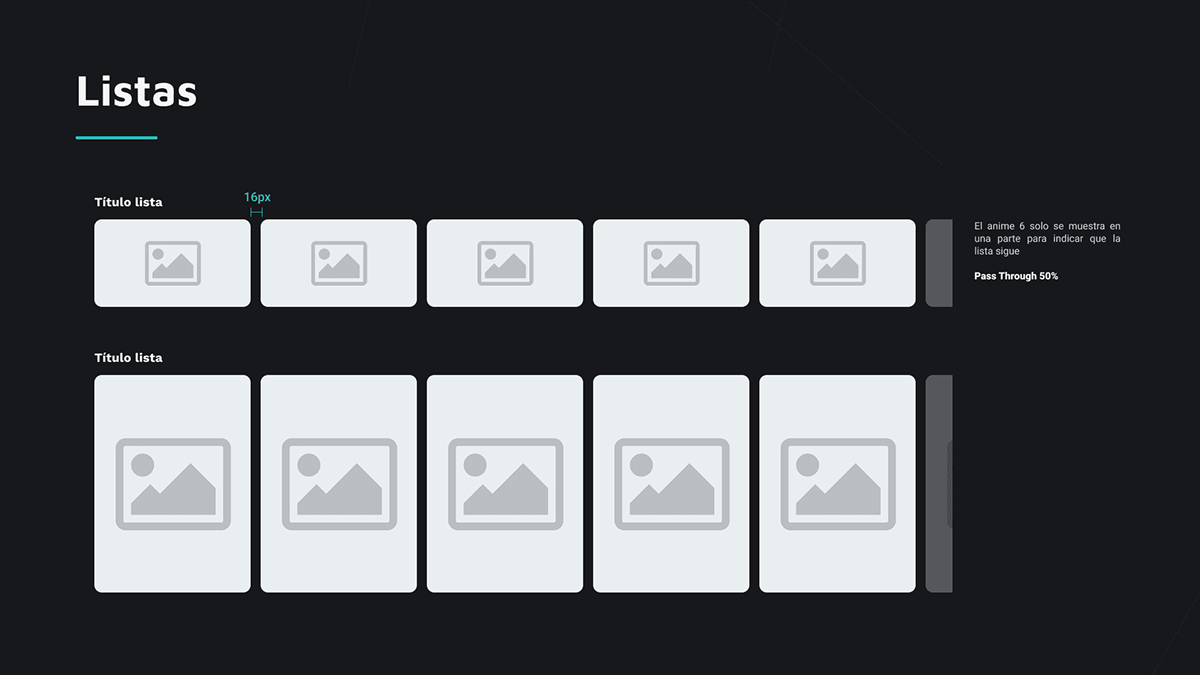 Listas
Título lista
16px
El anime 6 solo se muestra en
una parte para indicar que la
lista sigue
Pass Through 50%
Título lista